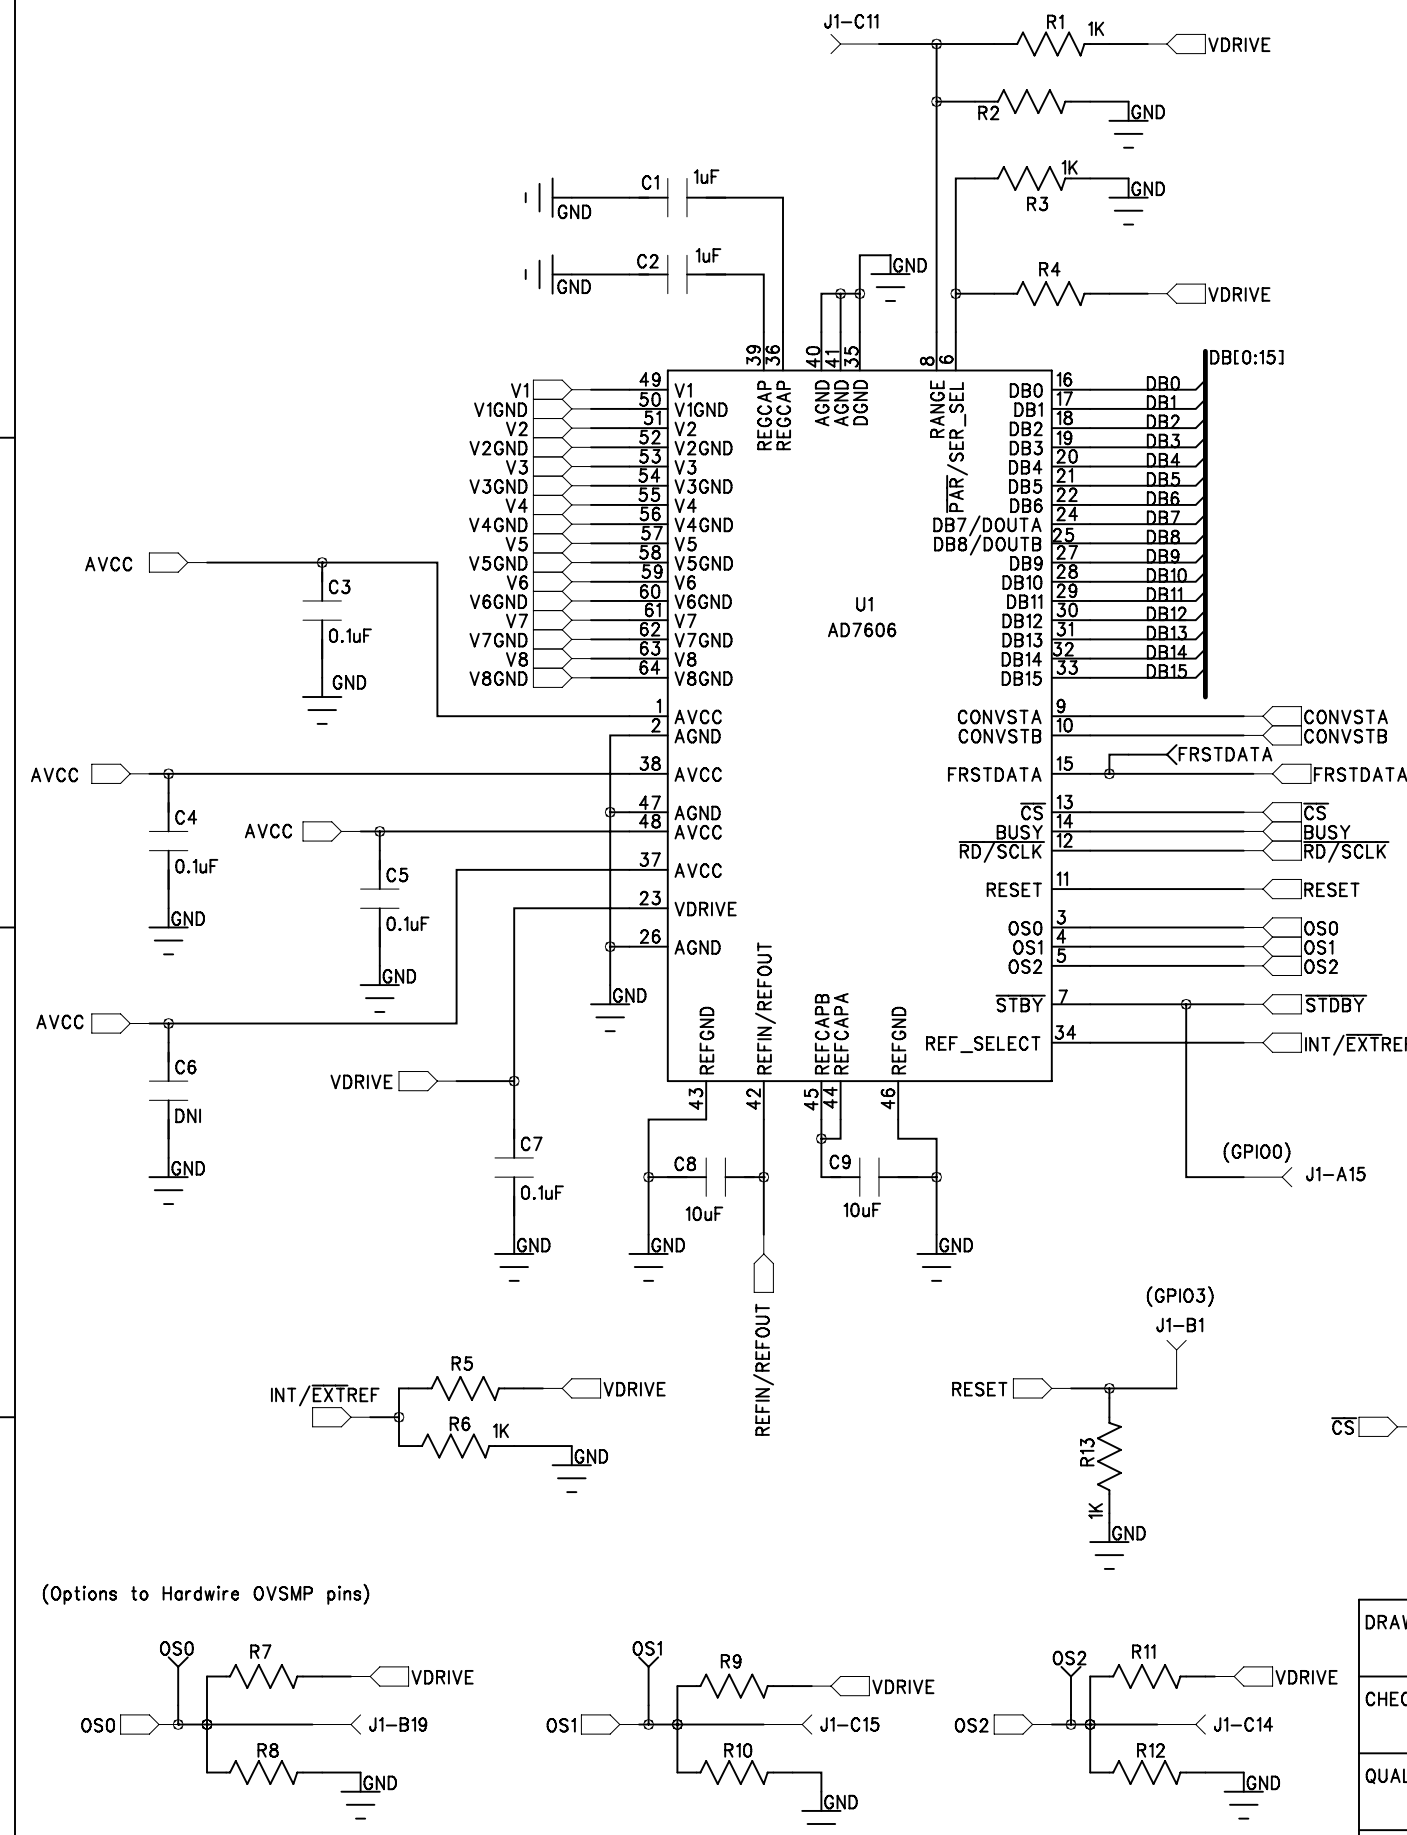 J1-C11
R1
1K
VDRIVE
R2
GND
1K
R3
GND
C1
1uF
GND
C2
1uF
GND
GND
R4
VDRIVE
39
36
40
41
35
8
6
REGCAP
REGCAP
AGND
AGND
DGND
RANGE
PAR/SER_SEL
DB[0:15]
V1 49 V1
V1GND 50 V1GND
V2 51 V2
V2GND 52 V2GND
V3 53 V3
V3GND 54 V3GND
V4 55 V4
V4GND 56 V4GND
V5 57 V5
V5GND 58 V5GND
V6 59 V6
V6GND 60 V6GND
V7 61 V7
V7GND 62 V7GND
V8 63 V8
V8GND 64 V8GND
DB0 16 DB0
DB1 17 DB1
DB2 18 DB2
DB3 19 DB3
DB4 20 DB4
DB5 21 DB5
DB6 22 DB6
DB7/DOUTA 24 DB7
DB8/DOUTB 25 DB8
DB9 27 DB9
DB10 28 DB10
DB11 29 DB11
DB12 30 DB12
DB13 31 DB13
DB14 32 DB14
DB15 33 DB15
U1
AD7606
AVCC
C3
0.1uF
GND
1 AVCC
2 AGND
AVCC
38 AVCC
C4
0.1uF
GND
47 AGND
AVCC
48 AVCC
C5
0.1uF
GND
37 AVCC
23 VDRIVE
26 AGND
GND
AVCC
C6
DNI
GND
VDRIVE
C7
0.1uF
GND
CONVSTA 9 CONVSTA
CONVSTB 10 CONVSTB
FRSTDATA
FRSTDATA 15 FRSTDATA
CS 13 CS
BUSY 14 BUSY
RD/SCLK 12 RD/SCLK
RESET 11 RESET
OS0 3 OS0
OS1 4 OS1
OS2 5 OS2
STBY 7 STDBY
REF_SELECT 34 INT/EXTREF
REFGND
REFIN/REFOUT
REFCAPB
REFCAPA
REFGND
43
42
45
44
46
C8
10uF
GND
C9
10uF
GND
REFIN/REFOUT
(GPIO0)
J1-A15
(GPIO3)
J1-B1
RESET
R13
1K
GND
CS
INT/EXTREF
R5
VDRIVE
R6
1K
GND
(Options to Hardwire OVSMP pins)
OS0
R7
VDRIVE
OS0
J1-B19
R8
GND
OS1
R9
VDRIVE
OS1
J1-C15
R10
GND
OS2
R11
VDRIVE
OS2
J1-C14
R12
GND
DRAW
CHEC
QUAL